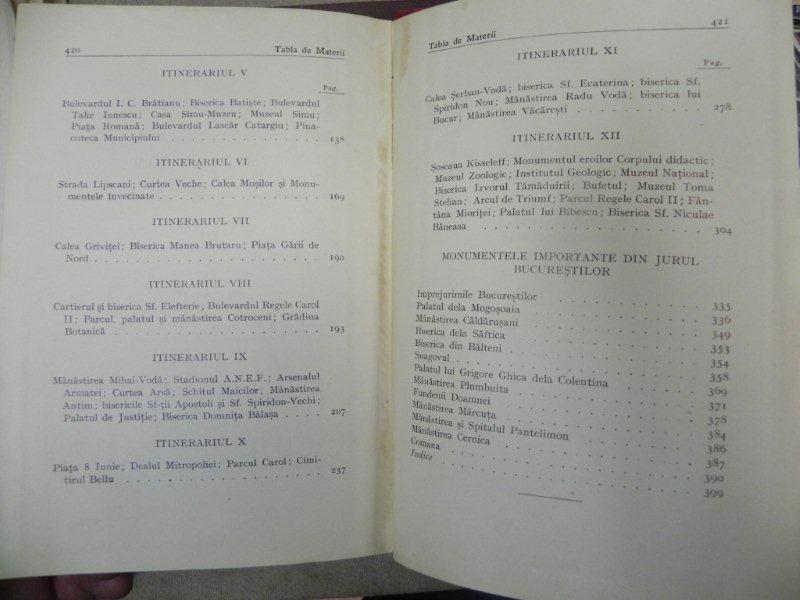 420 Tabla de Materii
ITINERARIUL V
Pag.
Bulevardul I. C. Brătianu; Biserica Batiște; Bulevardul
Take Ionescu; Casa Simu-Muzeu; Muzeul Simu;
Piața Romană; Bulevardul Lascăr Catargiu; Pina-
coteca Municipiului . . . . . . . . . . 138
ITINERARIUL VI
Strada Lipscani; Curtea Veche; Calea Moșilor și Monu-
mentele învecinate . . . . . . . . . . 169
ITINERARIUL VII
Calea Griviței; Biserica Manea Brutaru; Piața Gării de
Nord . . . . . . . . . . 190
ITINERARIUL VIII
Cartierul și biserica Sf. Elefterie; Bulevardul Regele Carol
II; Parcul, palatul și mânăstirea Cotroceni; Grădina
Botanică . . . . . . . . . . 193
ITINERARIUL IX
Mânăstirea Mihai-Vodă; Stadionul A.N.E.F.; Arsenalul
Armatei; Curtea Arsă; Schitul Maicilor; Mânăstirea
Antim; bisericile Sf-ții Apostoli și Sf. Spiridon-Vechi;
Palatul de Justiție; Biserica Domnița Bălașa . . . . 207
ITINERARIUL X
Piața 8 Iunie; Dealul Mitropoliei; Parcul Carol; Cimi-
tirul Bellu . . . . . . . . . . 237
Tabla de Materii 421
ITINERARIUL XI
Pag.
Calea Șerban-Vodă; biserica Sf. Ecaterina; biserica Sf.
Spiridon Nou; Mânăstirea Radu Vodă; biserica lui
Bucur; Mânăstirea Văcărești . . . . . . . 278
ITINERARIUL XII
Șoseaua Kisseleff; Monumentul eroilor Corpului didactic;
Muzeul Zoologic; Institutul Geologic; Muzeul Național;
Biserica Izvorul Tămăduirii; Bufetul; Muzeul Toma
Stelian; Arcul de Triumf; Parcul Regele Carol II; Fân-
tâna Mioriței; Palatul lui Bibescu; Biserica Sf. Niculae
Băneasa . . . . . . . . . . 304
MONUMENTELE IMPORTANTE DIN JURUL
BUCUREȘTILOR
Împrejurimile Bucureștilor . . . . . . . . 335
Palatul dela Mogoșoaia . . . . . . . . 336
Mânăstirea Căldărușani . . . . . . . . 349
Biserica dela Săftica . . . . . . . . 353
Biserica din Bălteni . . . . . . . . 354
Snagovul . . . . . . . . 358
Palatul lui Grigore Ghica dela Colentina . . . . . . 369
Mânăstirea Plumbuita . . . . . . . . 371
Fundenii Doamnei . . . . . . . . 378
Mânăstirea Mărcuța . . . . . . . . 384
Mânăstirea și Spitalul Pantelimon . . . . . . 386
Mânăstirea Cernica . . . . . . . . 387
Comana . . . . . . . . 390
Indice . . . . . . . . 399